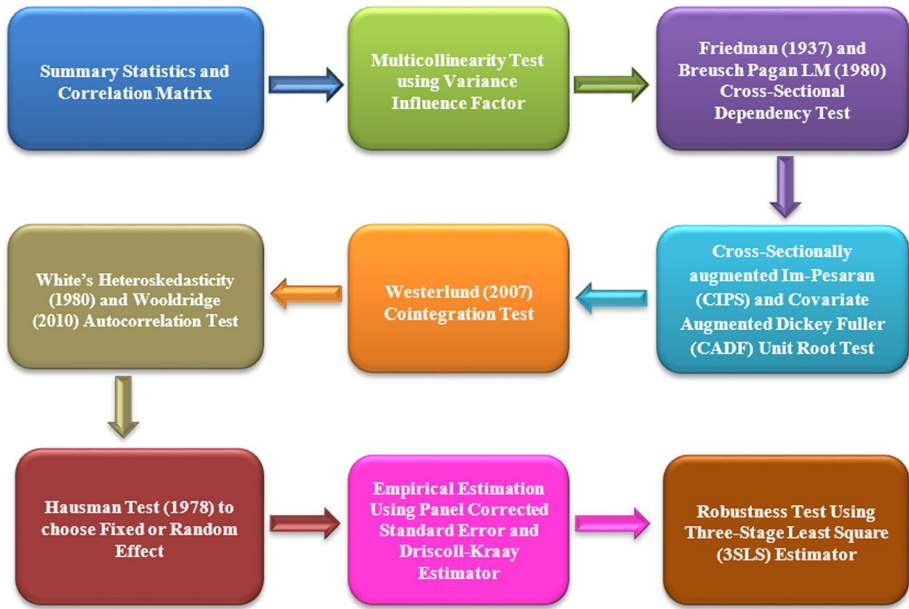 Summary Statistics and
Correlation Matrix
Multicollinearity Test
using Variance
Influence Factor
Friedman (1937) and
Breusch Pagan LM (1980)
Cross-Sectional
Dependency Test
Cross-Sectionally
augmented Im-Pesaran
(CIPS) and Covariate
Augmented Dickey Fuller
(CADF) Unit Root Test
Westerlund (2007)
Cointegration Test
White's Heteroskedasticity
(1980) and Wooldridge
(2010) Autocorrelation Test
Hausman Test (1978) to
choose Fixed or Random
Effect
Empirical Estimation
Using Panel Corrected
Standard Error and
Driscoll-Kraay
Estimator
Robustness Test Using
Three-Stage Least Square
(3SLS) Estimator